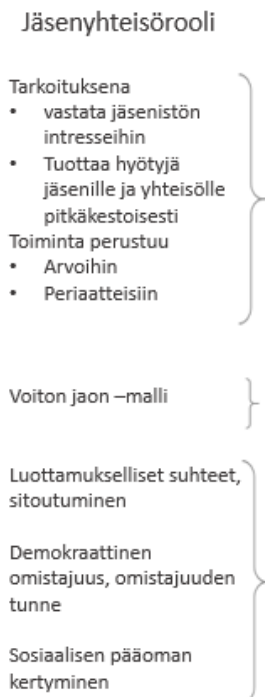 Jäsenyhteisörooli
Tarkoituksena
• vastata jäsenistön
intresseihin
• Tuottaa hyötyjä
jäsenille ja yhteisölle
pitkäkestoisesti
Toiminta perustuu
• Arvoihin
• Periaatteisiin
Voiton jaon –malli
Luottamukselliset suhteet,
sitoutuminen
Demokraattinen
omistajuus, omistajuuden
tunne
Sosiaalisen pääoman
kertyminen